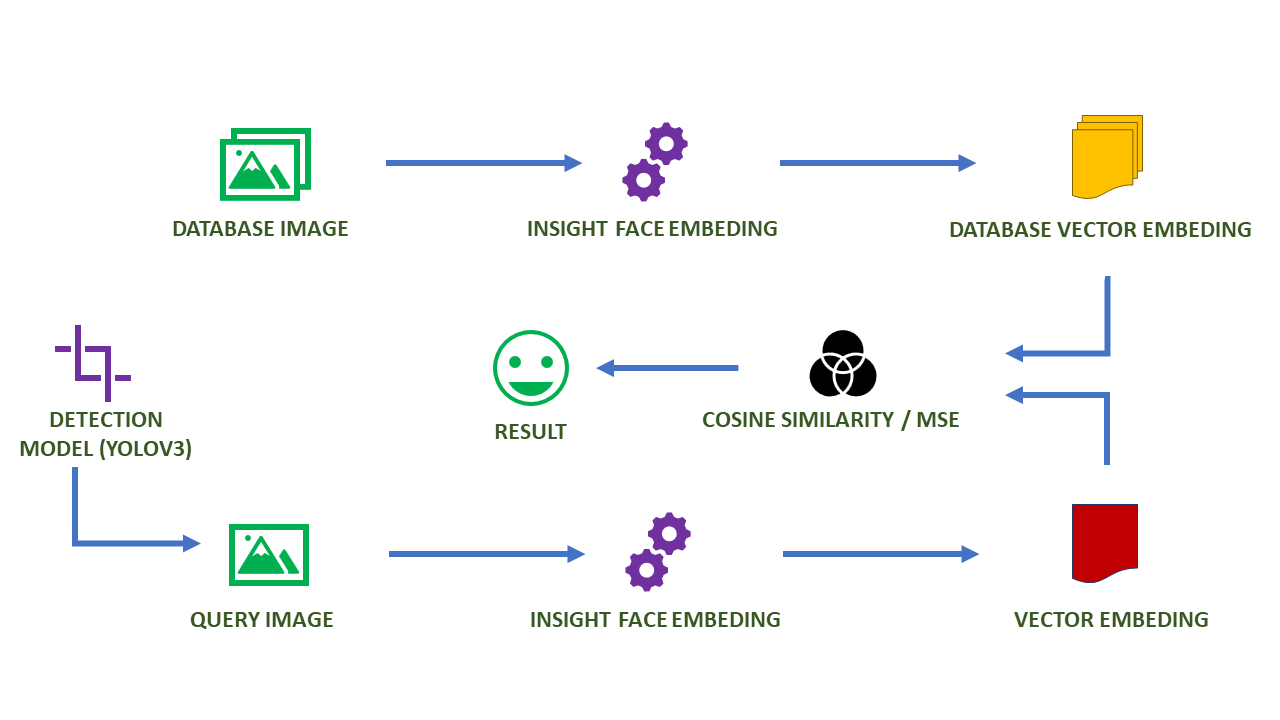 DATABASE IMAGE
INSIGHT FACE EMBEDING
DATABASE VECTOR EMBEDING
DETECTION
MODEL (YOLOV3)
RESULT
COSINE SIMILARITY / MSE
QUERY IMAGE
INSIGHT FACE EMBEDING
VECTOR EMBEDING